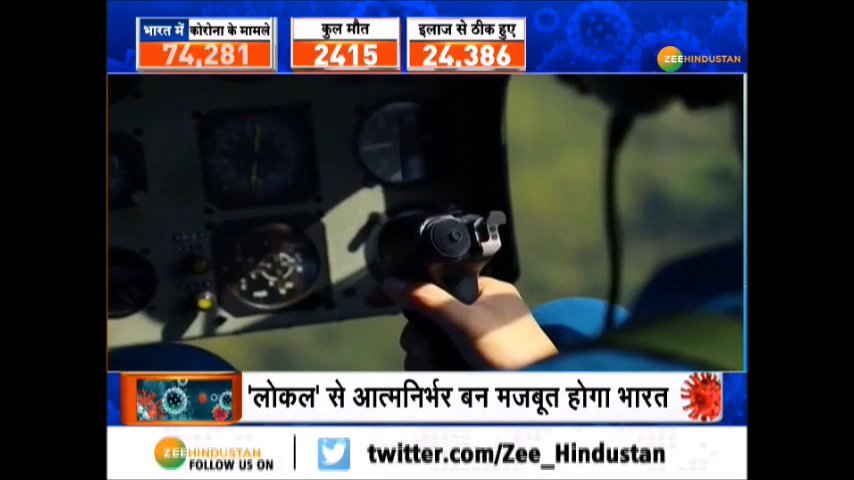 भारत में कोरोना के मामले
74,281
कुल मौत
2415
इलाज से ठीक हुए
24,386
ZEEHINDUSTAN
'लोकल' से आत्मनिर्भर बन मजबूत होगा भारत
ZEEHINDUSTAN
FOLLOW US ON
twitter.com/Zee_Hindustan